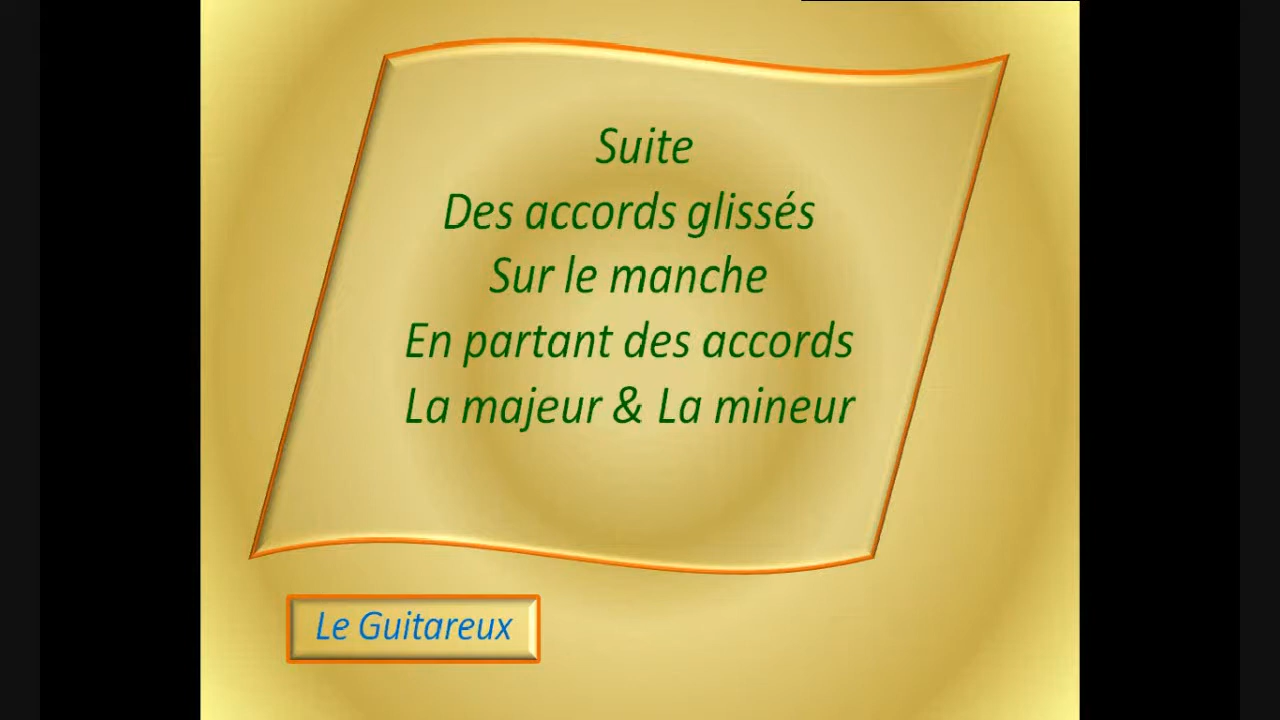 Suite
Des accords glissés
Sur le manche
En partant des accords
La majeur & La mineur
Le Guitareux